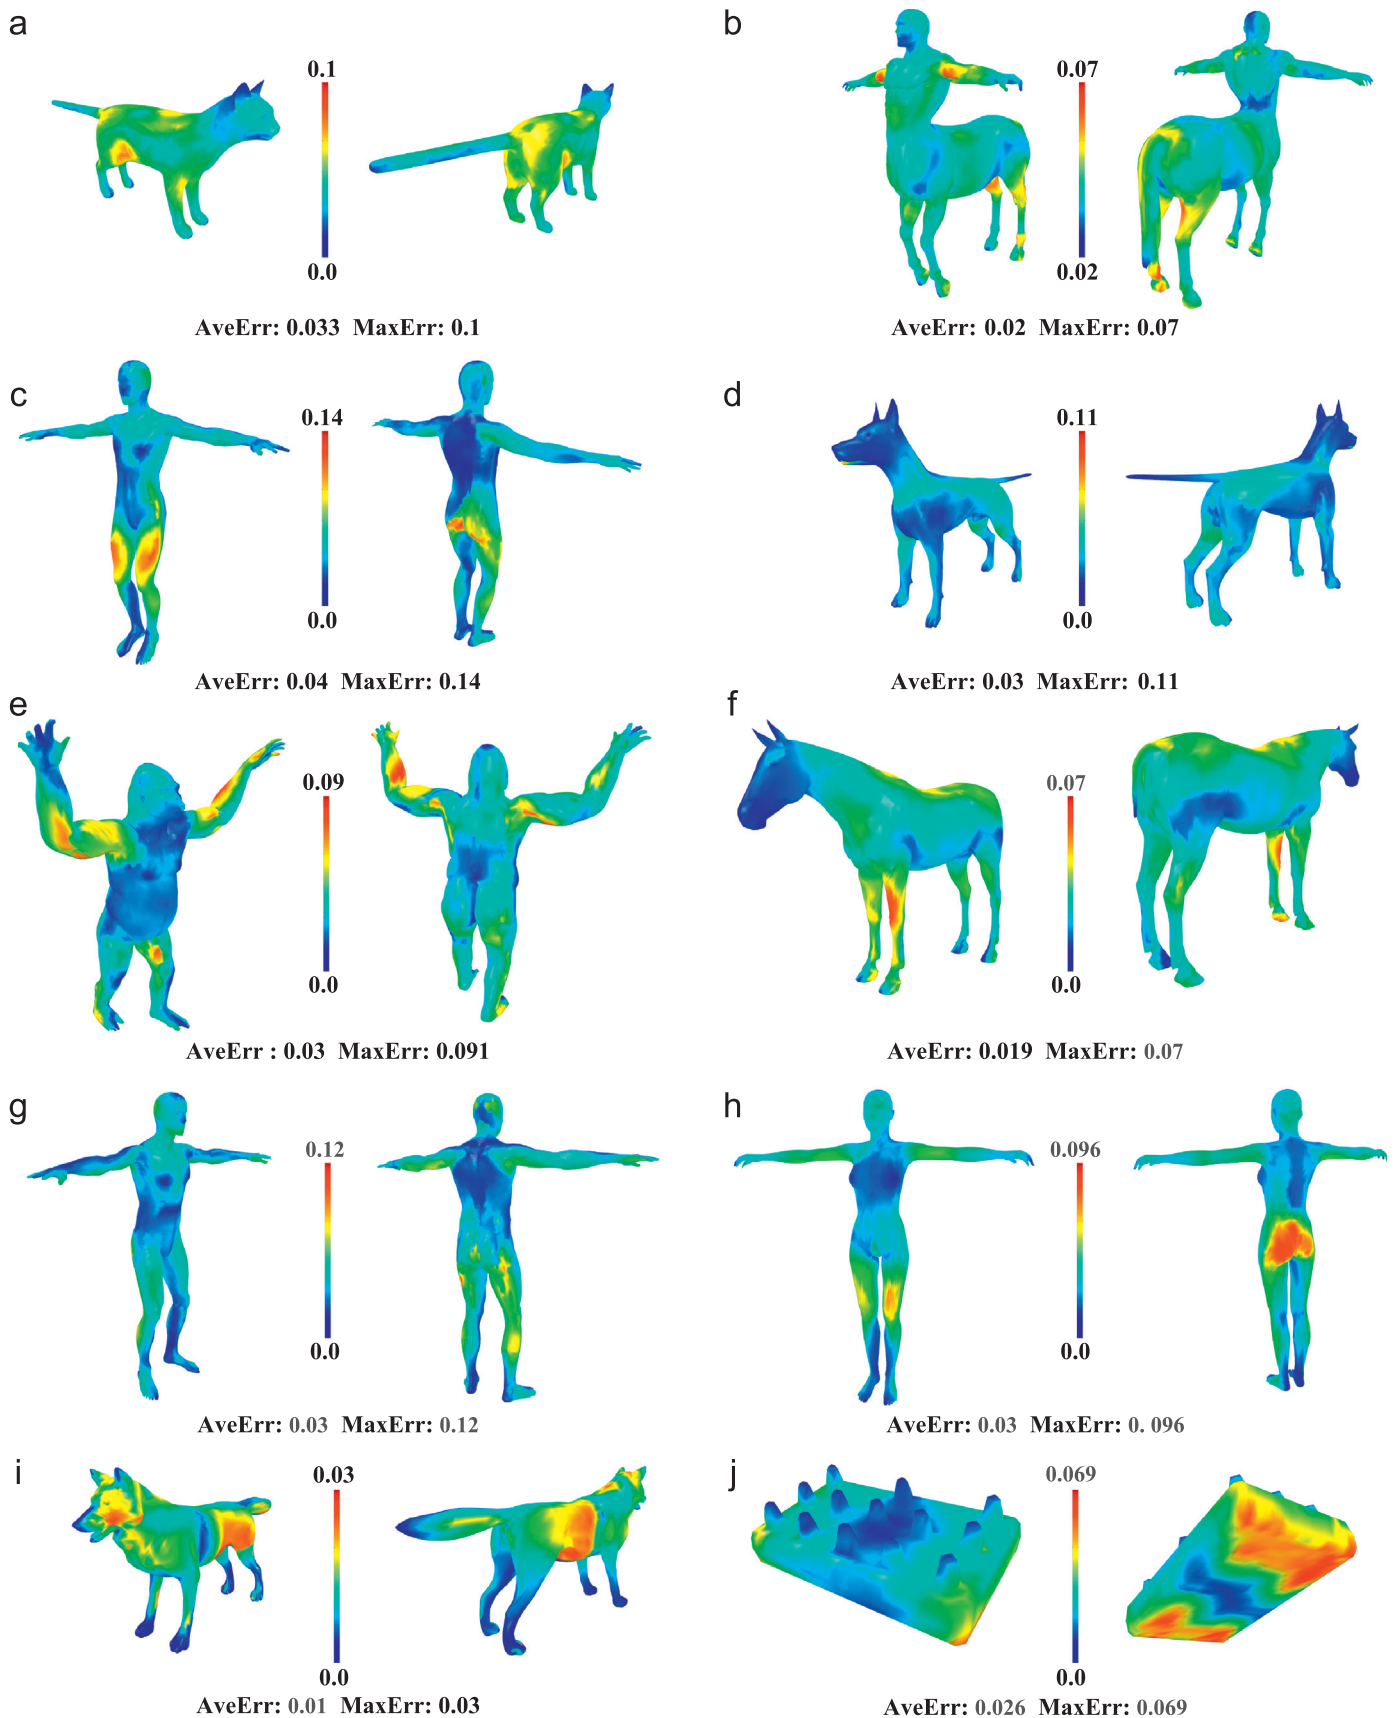 a
b
0.1
0.07
0.0
0.02
AveErr: 0.033 MaxErr: 0.1
AveErr: 0.02 MaxErr: 0.07
c
d
0.14
0.11
0.0
0.0
AveErr: 0.04 MaxErr: 0.14
AveErr: 0.03 MaxErr: 0.11
e
f
0.09
0.07
0.0
0.0
AveErr : 0.03 MaxErr: 0.091
AveErr: 0.019 MaxErr: 0.07
g
h
0.12
0.096
0.0
0.0
AveErr: 0.03 MaxErr: 0.12
AveErr: 0.03 MaxErr: 0. 096
i
j
0.03
0.069
0.0
0.0
AveErr: 0.01 MaxErr: 0.03
AveErr: 0.026 MaxErr: 0.069